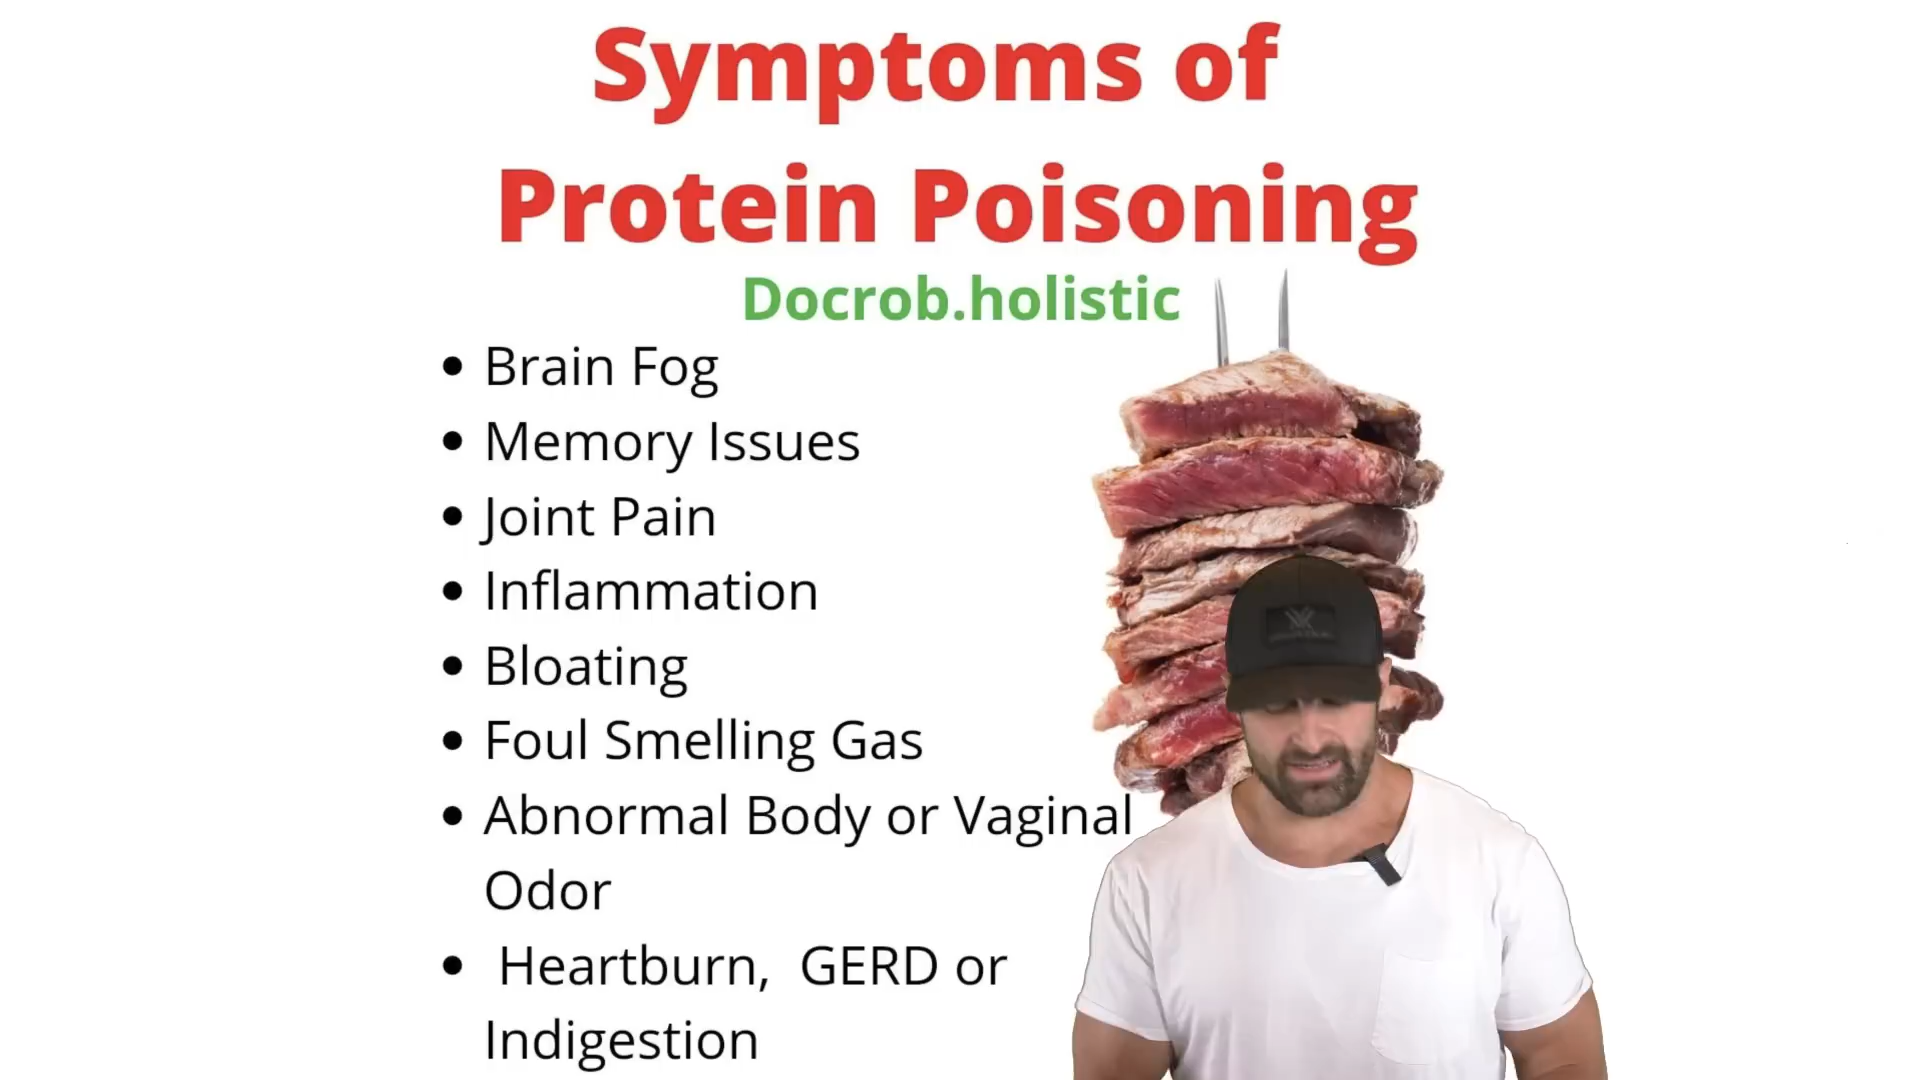 Symptoms of
Protein Poisoning
Docrob.holistic
• Brain Fog
• Memory Issues
• Joint Pain
• Inflammation
• Bloating
• Foul Smelling Gas
• Abnormal Body or Vaginal
Odor
• Heartburn, GERD or
Indigestion